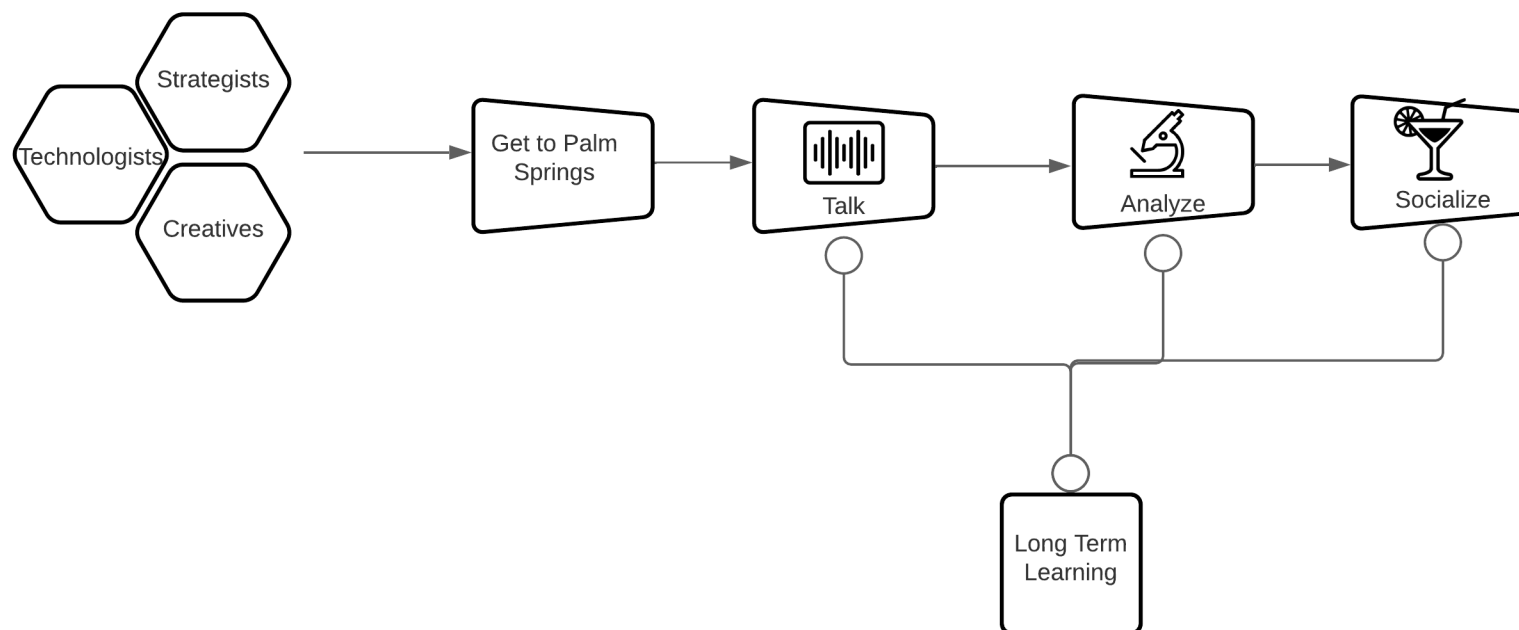 Strategists
Technologists
Creatives
Get to Palm
Springs
Talk
Analyze
Socialize
Long Term
Learning